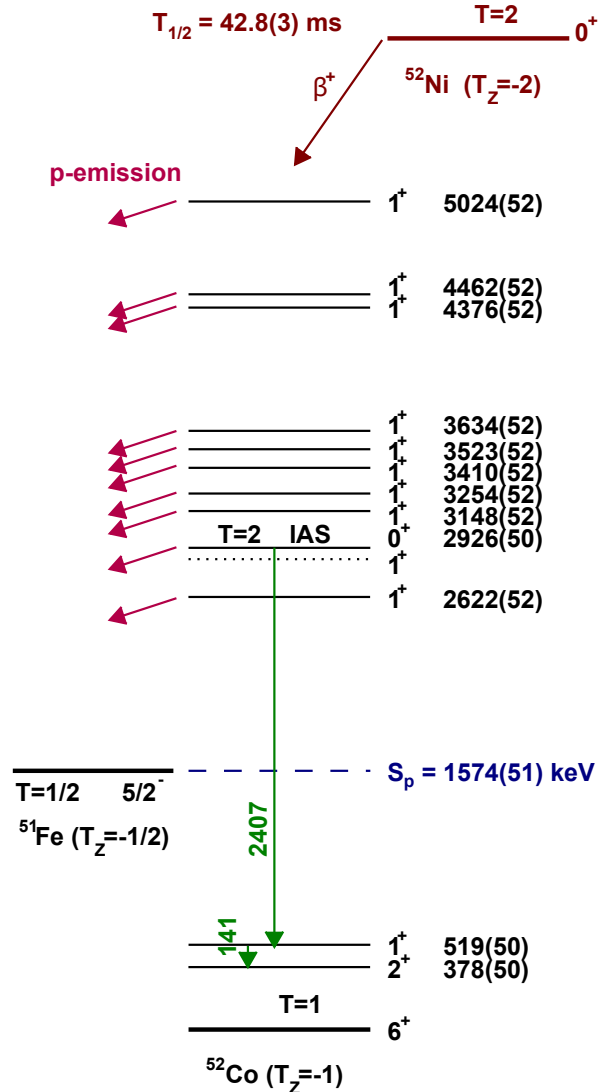 T1/2 = 42.8(3) ms
T=2 0+
52Ni (TZ=-2)
β+
p-emission
1+ 5024(52)
1+ 4462(52)
1+ 4376(52)
1+ 3634(52)
1+ 3523(52)
1+ 3410(52)
1+ 3254(52)
1+ 3148(52)
T=2 IAS 0+ 2926(50)
1+
1+ 2622(52)
Sp = 1574(51) keV
T=1/2 5/2-
51Fe (TZ=-1/2)
2407
141
1+ 519(50)
2+ 378(50)
T=1
6+
52Co (TZ=-1)